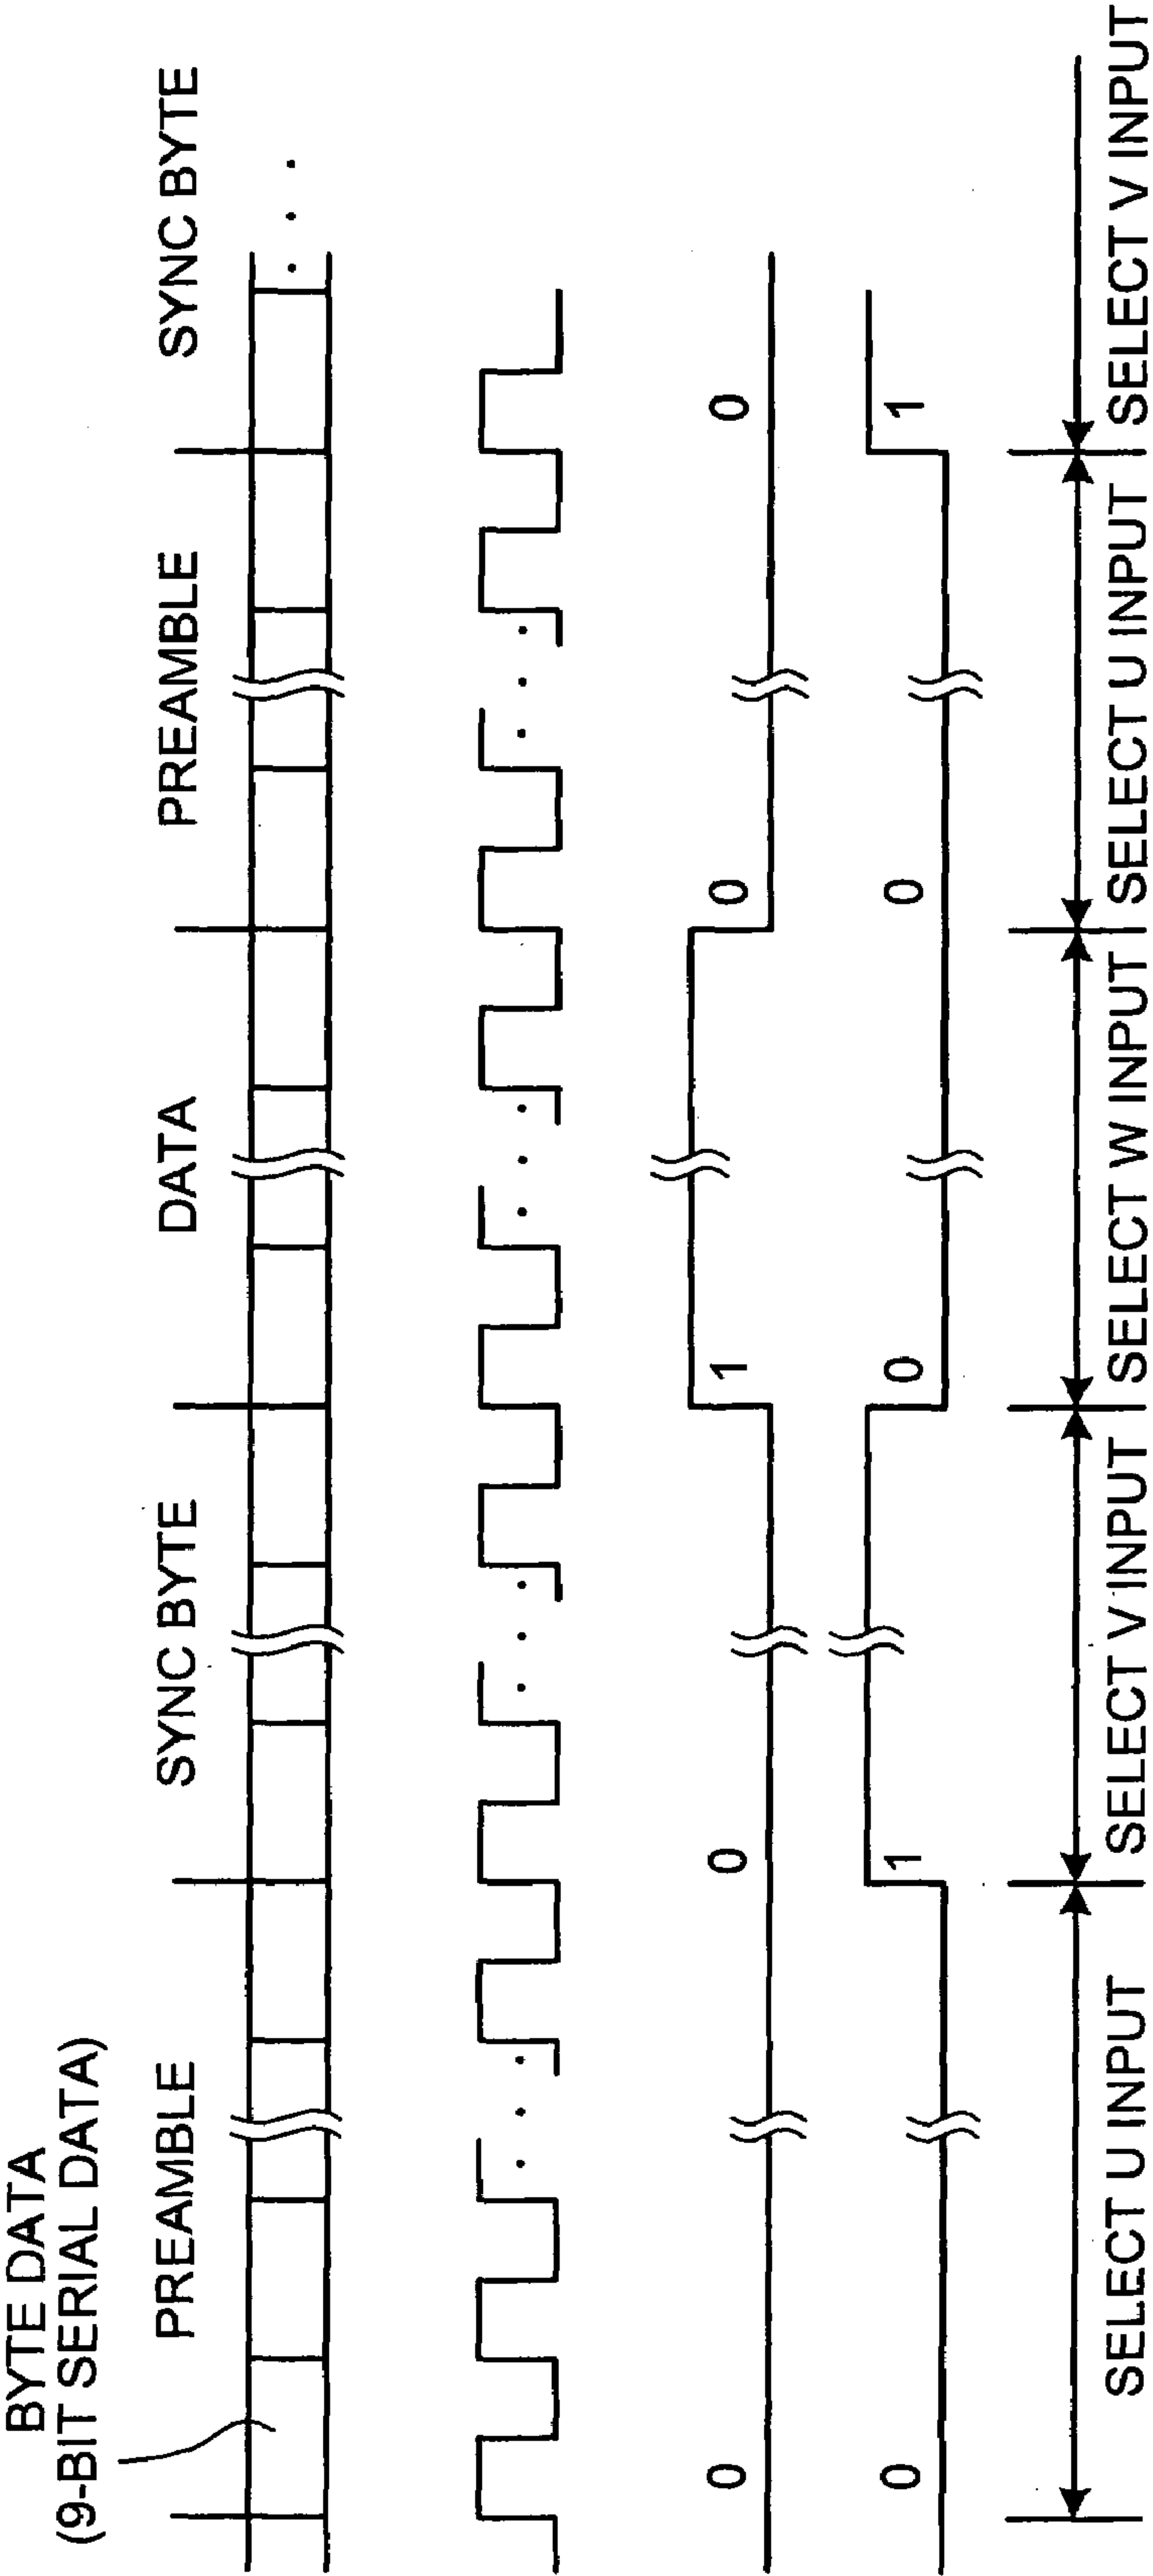 BYTE DATA
(9-BIT SERIAL DATA)
PREAMBLE
SYNC BYTE
DATA
PREAMBLE
SYNC BYTE
0
0
1
0
0
0
1
0
0
1
SELECT U INPUT
SELECT V INPUT
SELECT W INPUT
SELECT U INPUT
SELECT V INPUT